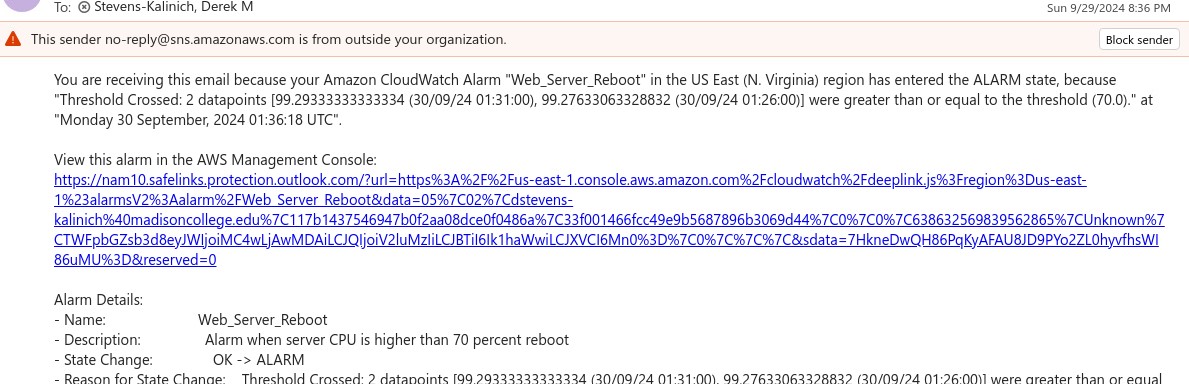 To: Stevens-Kalinich, Derek M
Sun 9/29/2024 8:36 PM
This sender no-reply@sns.amazonaws.com is from outside your organization.
Block sender
You are receiving this email because your Amazon CloudWatch Alarm "Web_Server_Reboot" in the US East (N. Virginia) region has entered the ALARM state, because
"Threshold Crossed: 2 datapoints [99.29333333333334 (30/09/24 01:31:00), 99.27633063328832 (30/09/24 01:26:00)] were greater than or equal to the threshold (70.0)." at
"Monday 30 September, 2024 01:36:18 UTC".
View this alarm in the AWS Management Console:
https://nam10.safelinks.protection.outlook.com/?url=https%3A%2F%2Fus-east-1.console.aws.amazon.com%2Fcloudwatch%2Fdeeplink.js%3Fregion%3Dus-east-
1%23alarmsV2%3Aalarm%2FWeb_Server_Reboot&data=05%7C02%7Cdstevens-
kalinich%40madisoncollege.edu%7C117b1437546947b0f2aa08dce0f0486a%7C33f001466fcc49e9b5687896b3069d44%7C0%7C0%7C638632569839562865%7CUnknown%7
CTWFpbGZsb3d8eyJWIjoiMC4wLjAwMDAiLCJQIjoiV2luMzIiLCJBTiI6Ik1haWwiLCJXVCI6Mn0%3D%7C0%7C%7C%7C&sdata=7HkneDwQH86PqKyAFAU8JD9PYo2ZL0hyvfhsWI
86uMU%3D&reserved=0
Alarm Details:
- Name: Web_Server_Reboot
- Description: Alarm when server CPU is higher than 70 percent reboot
- State Change: OK -> ALARM
- Reason for State Change: Threshold Crossed: 2 datapoints [99.29333333333334 (30/09/24 01:31:00), 99.27633063328832 (30/09/24 01:26:00)] were greater than or equal